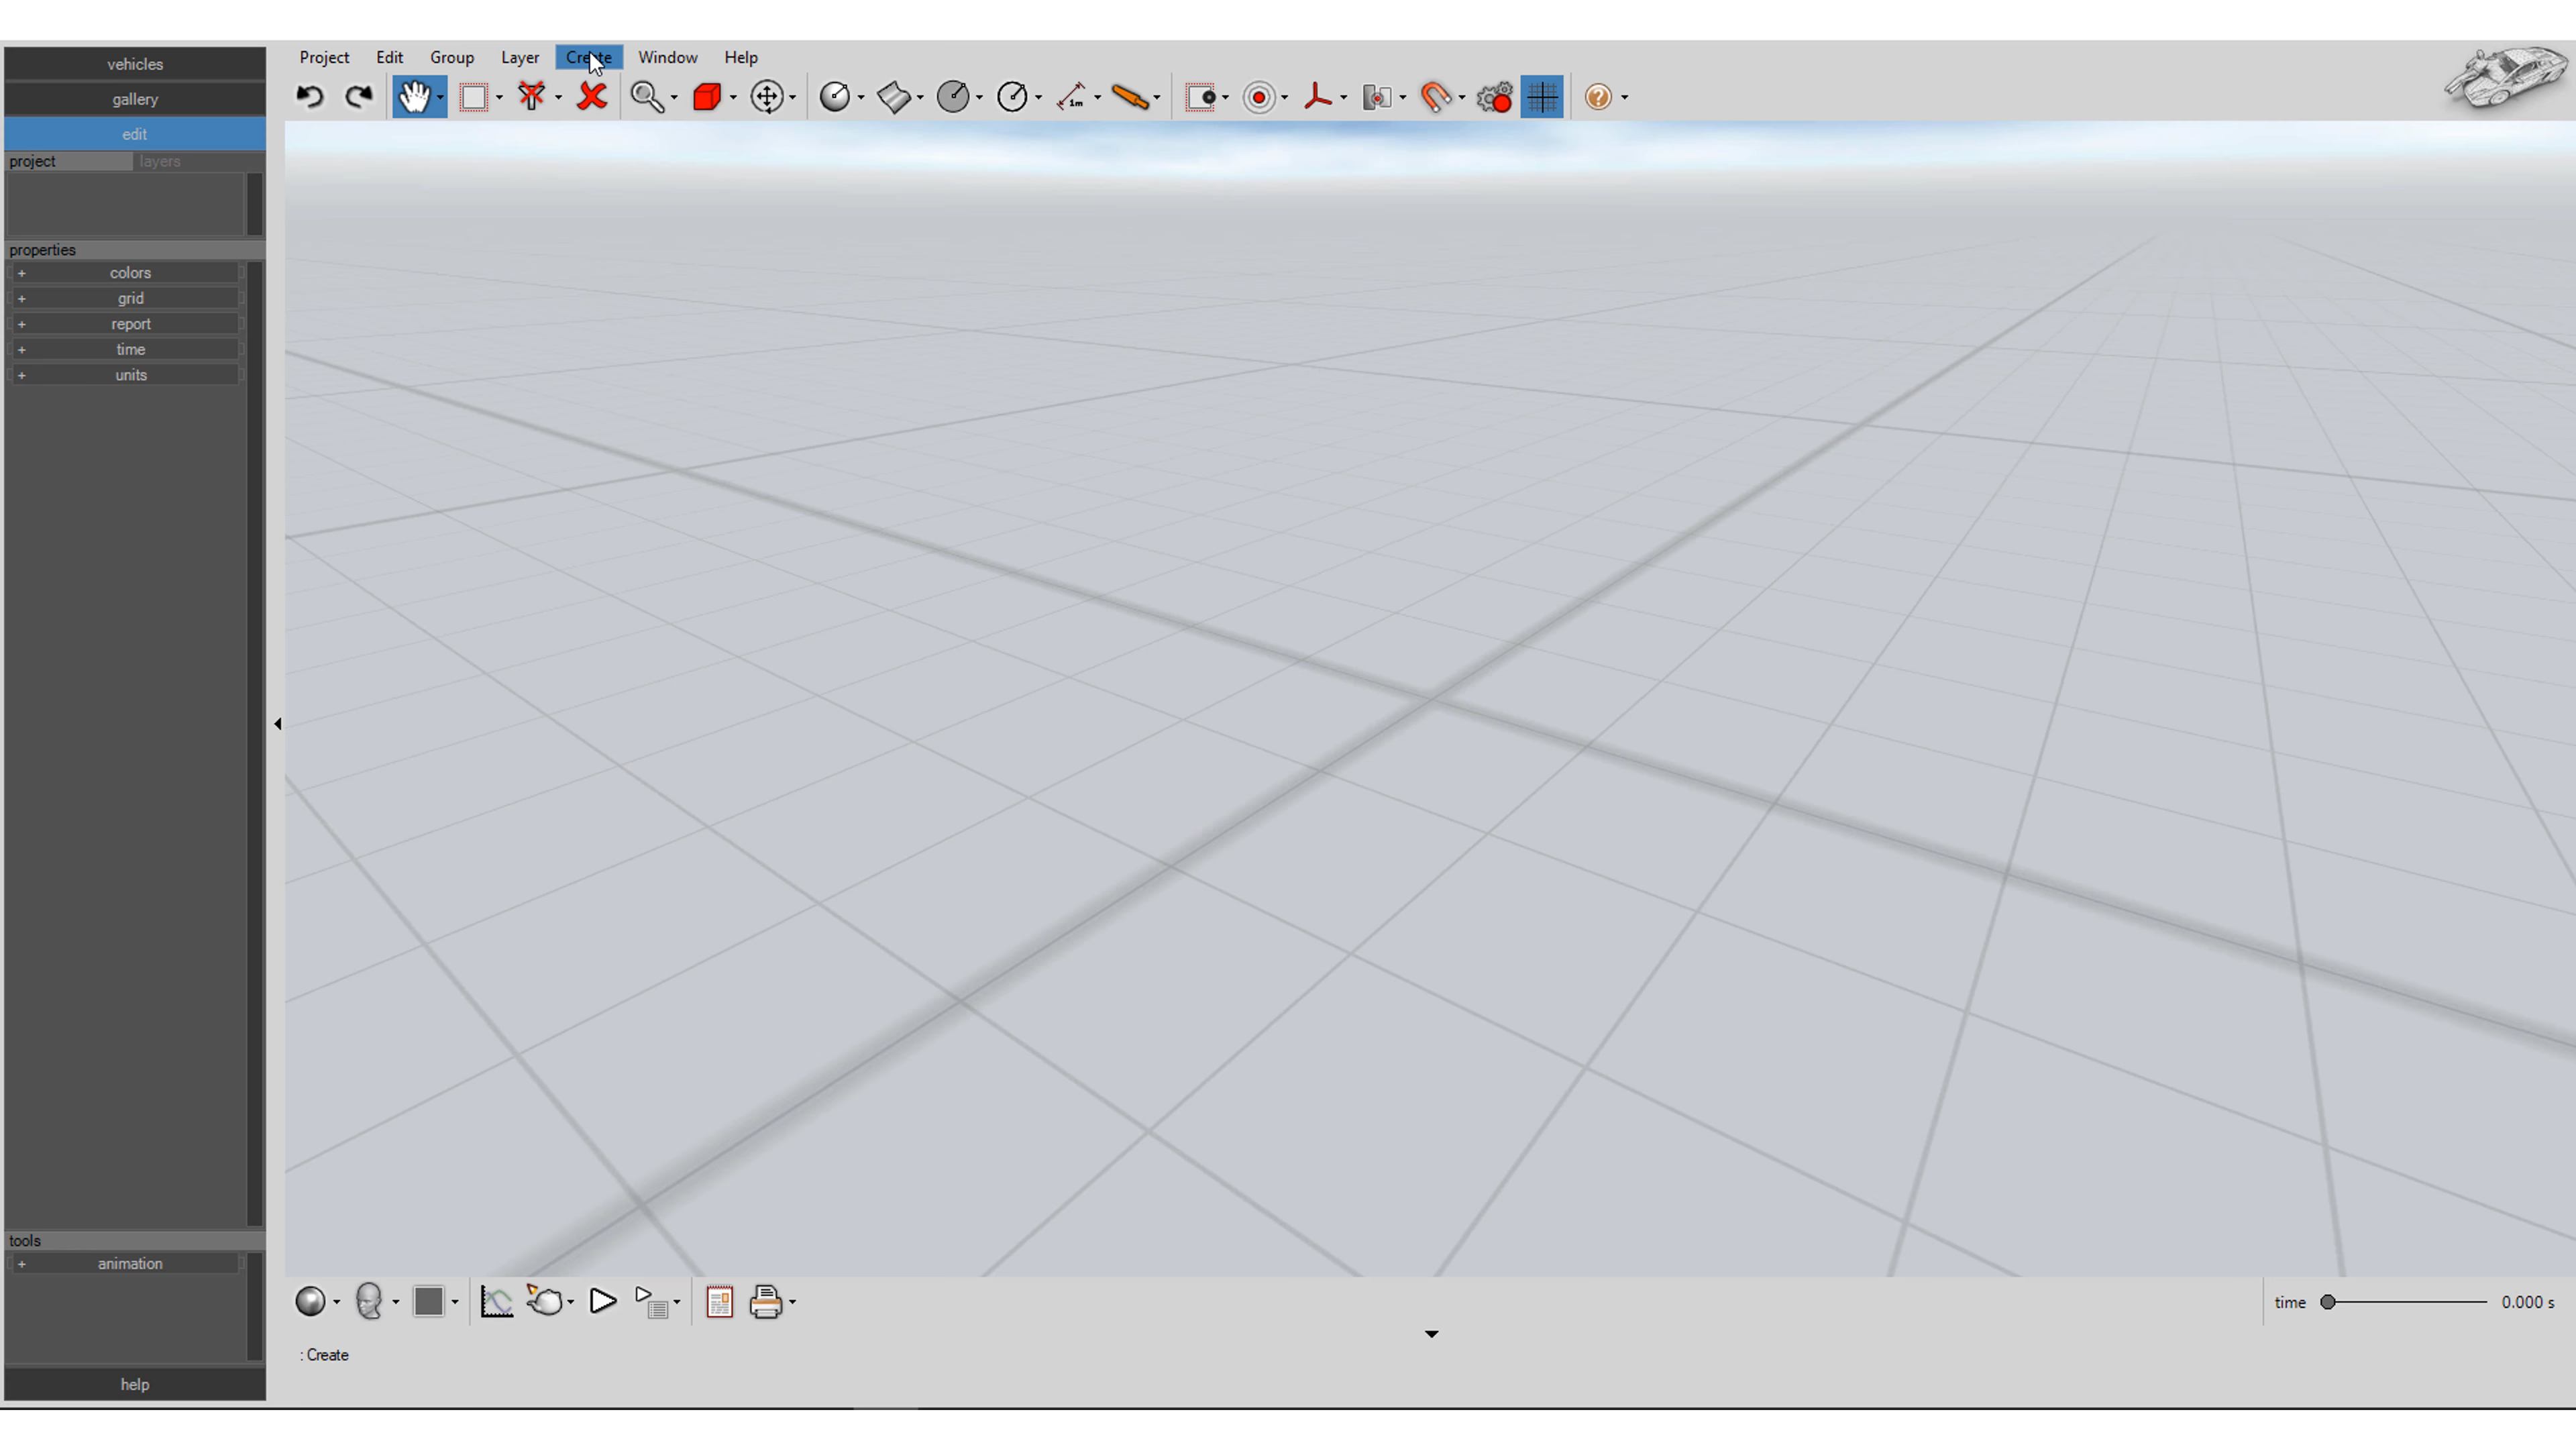 Project Edit Group Layer Create Window Help
vehicles
gallery
edit
project layers
properties
+ colors
+ grid
+ report
+ time
+ units
tools
+ animation
help
1m
?
time 0.000 s
: Create